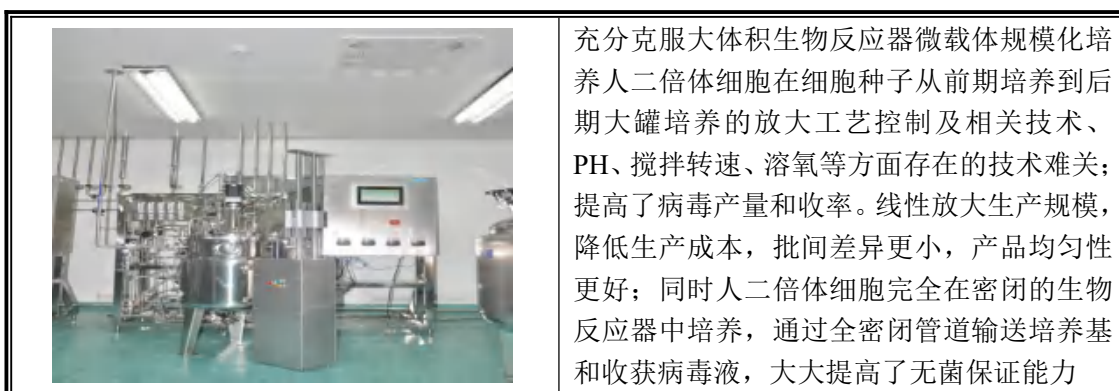 充分克服大体积生物反应器微载体规模化培
养人二倍体细胞在细胞种子从前期培养到后
期大罐培养的放大工艺控制及相关技术、
PH、搅拌转速、溶氧等方面存在的技术难关；
提高了病毒产量和收率。线性放大生产规模，
降低生产成本，批间差异更小，产品均匀性
更好；同时人二倍体细胞完全在密闭的生物
反应器中培养，通过全密闭管道输送培养基
和收获病毒液，大大提高了无菌保证能力